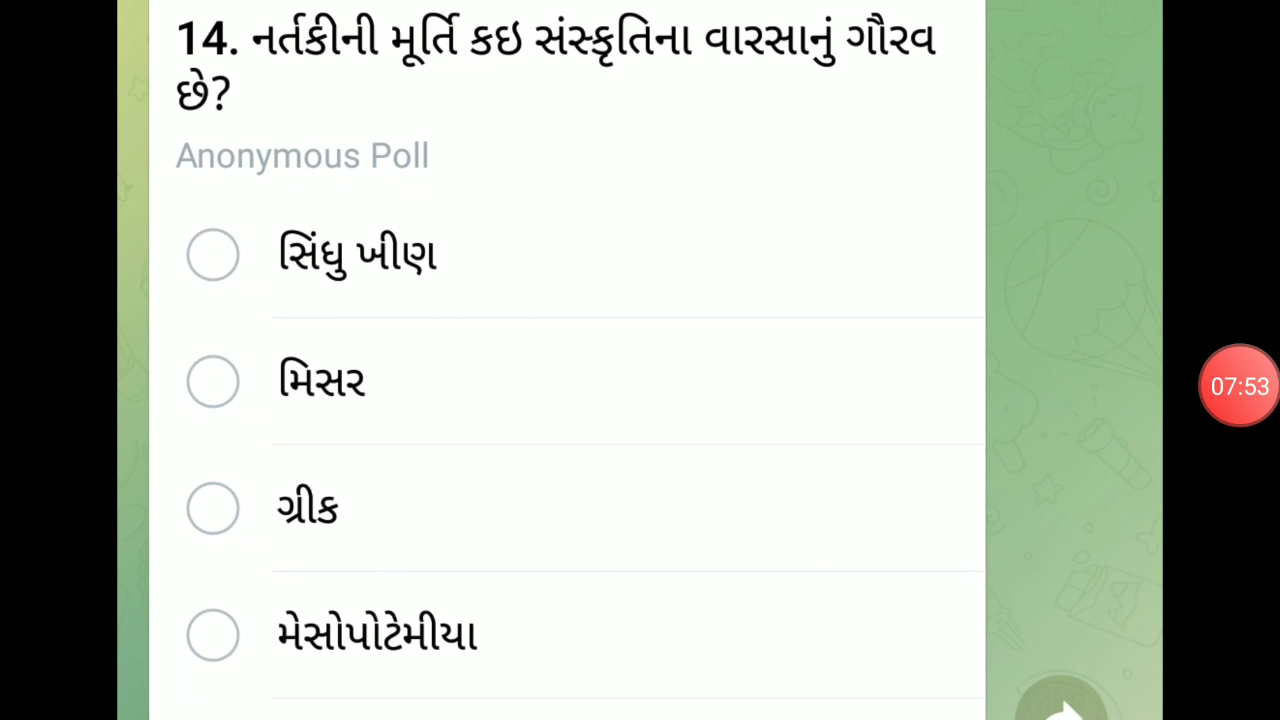 14. નર્તકીની મૂર્તિ કઇ સંસ્કૃતિના વારસાનું ગૌરવ
છે?
Anonymous Poll
સિંધુ ખીણ
મિસર
ગ્રીક
મેસોપોટેમીયા
07:53